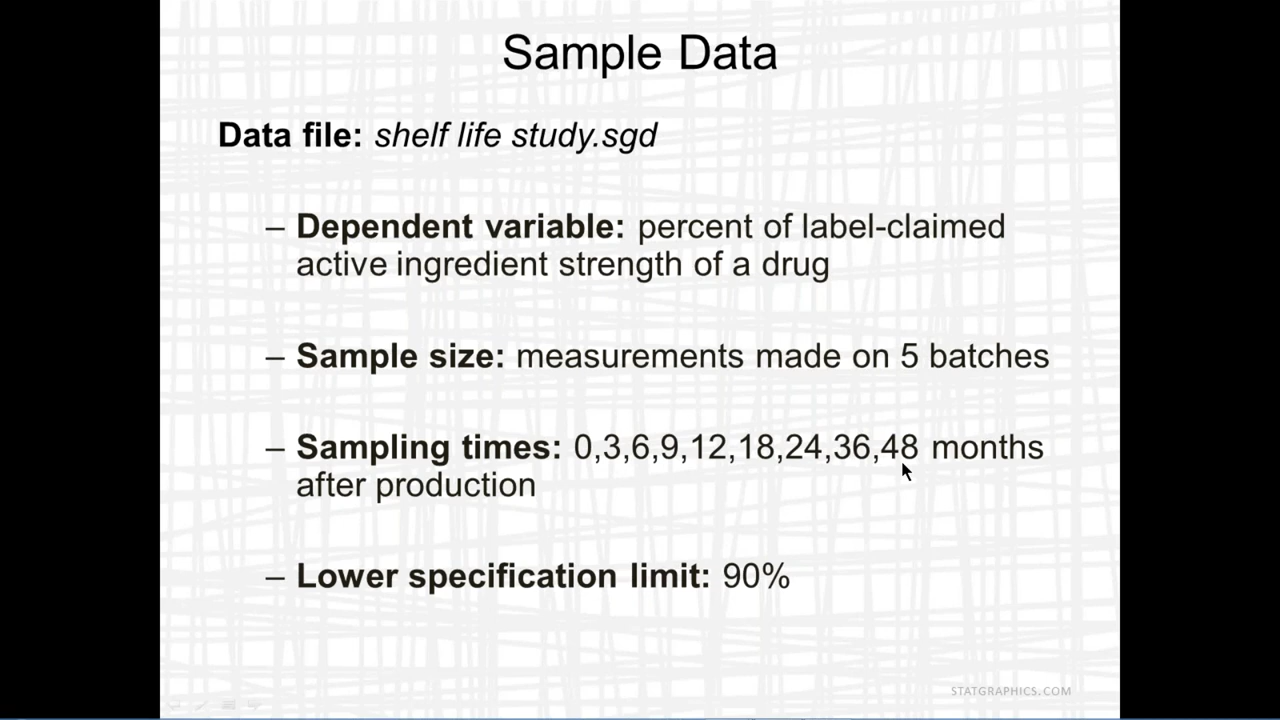 Sample Data
Data file: shelf life study.sgd
– Dependent variable: percent of label-claimed
active ingredient strength of a drug
– Sample size: measurements made on 5 batches
– Sampling times: 0,3,6,9,12,18,24,36,48 months
after production
– Lower specification limit: 90%
STATGRAPHICS.COM